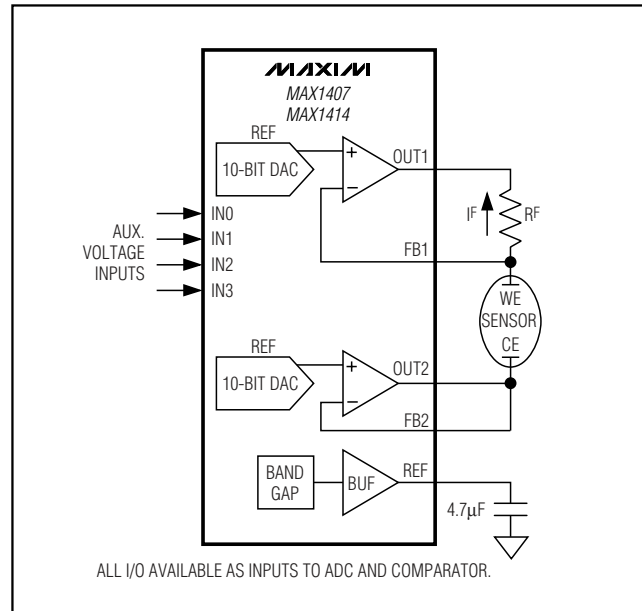 MAXIM
MAX1407
MAX1414
REF
10-BIT DAC
+
−
OUT1
IF
RF
FB1
AUX.
VOLTAGE
INPUTS
IN0
IN1
IN2
IN3
WE
SENSOR
CE
REF
10-BIT DAC
+
−
OUT2
FB2
BAND
GAP
BUF
REF
4.7µF
ALL I/O AVAILABLE AS INPUTS TO ADC AND COMPARATOR.